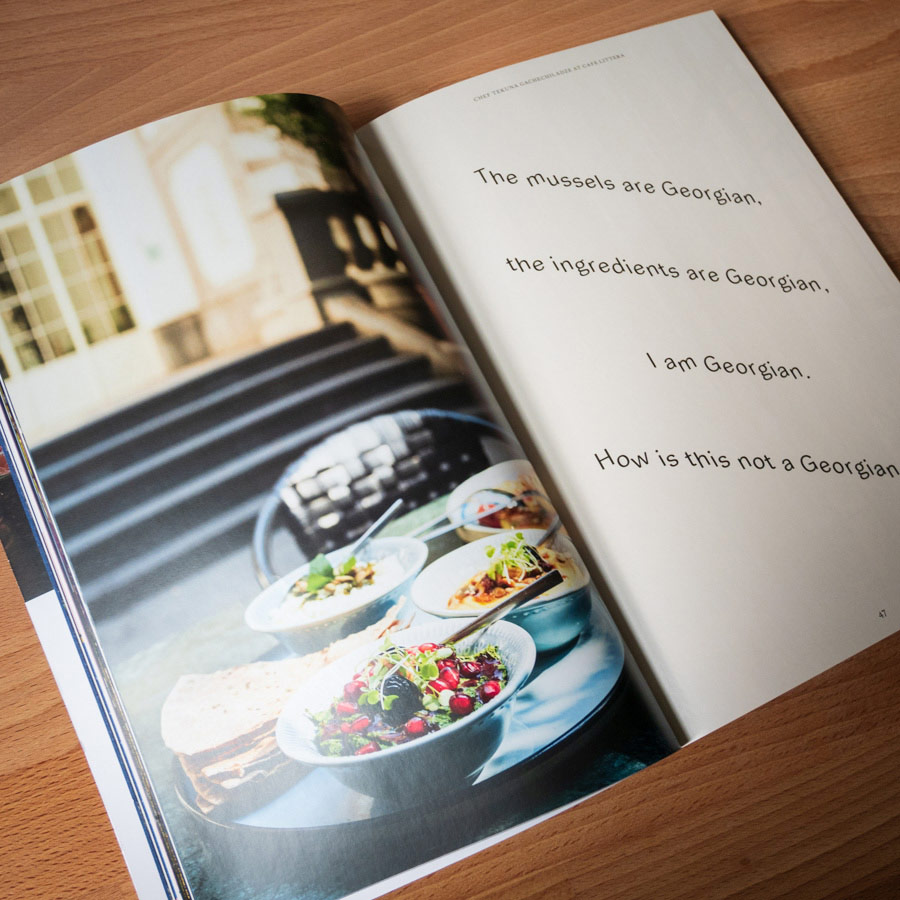 CHEF TEKUNA GACHECHILADZE AT CAFE LITTERA
The mussels are Georgian,
the ingredients are Georgian,
I am Georgian.
How is this not a Georgian
47